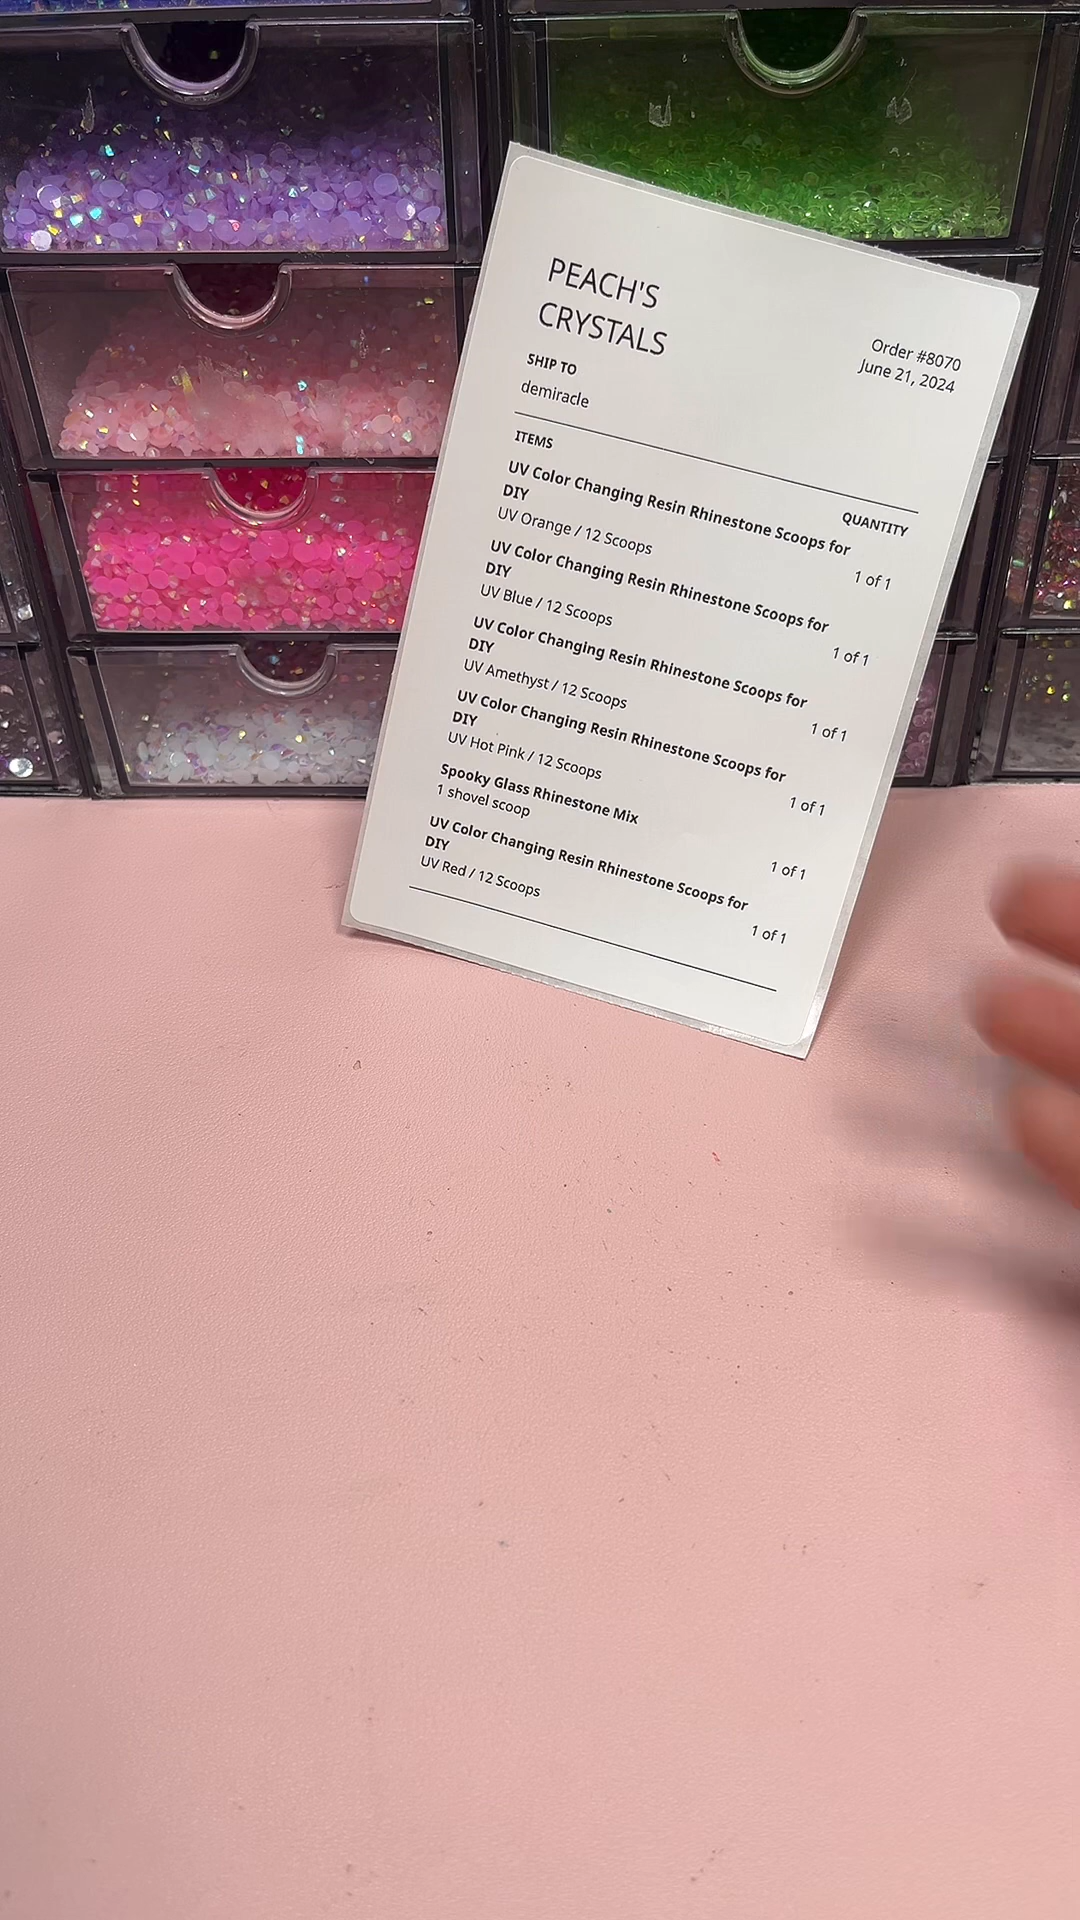 PEACH'S
CRYSTALS
Order #8070
June 21, 2024
SHIP TO
demiracle
ITEMS
QUANTITY
UV Color Changing Resin Rhinestone Scoops for
DIY
1 of 1
UV Orange / 12 Scoops
UV Color Changing Resin Rhinestone Scoops for
DIY
1 of 1
UV Blue / 12 Scoops
UV Color Changing Resin Rhinestone Scoops for
DIY
1 of 1
UV Amethyst / 12 Scoops
UV Color Changing Resin Rhinestone Scoops for
DIY
1 of 1
UV Hot Pink / 12 Scoops
Spooky Glass Rhinestone Mix
1 of 1
1 shovel scoop
UV Color Changing Resin Rhinestone Scoops for
DIY
1 of 1
UV Red / 12 Scoops